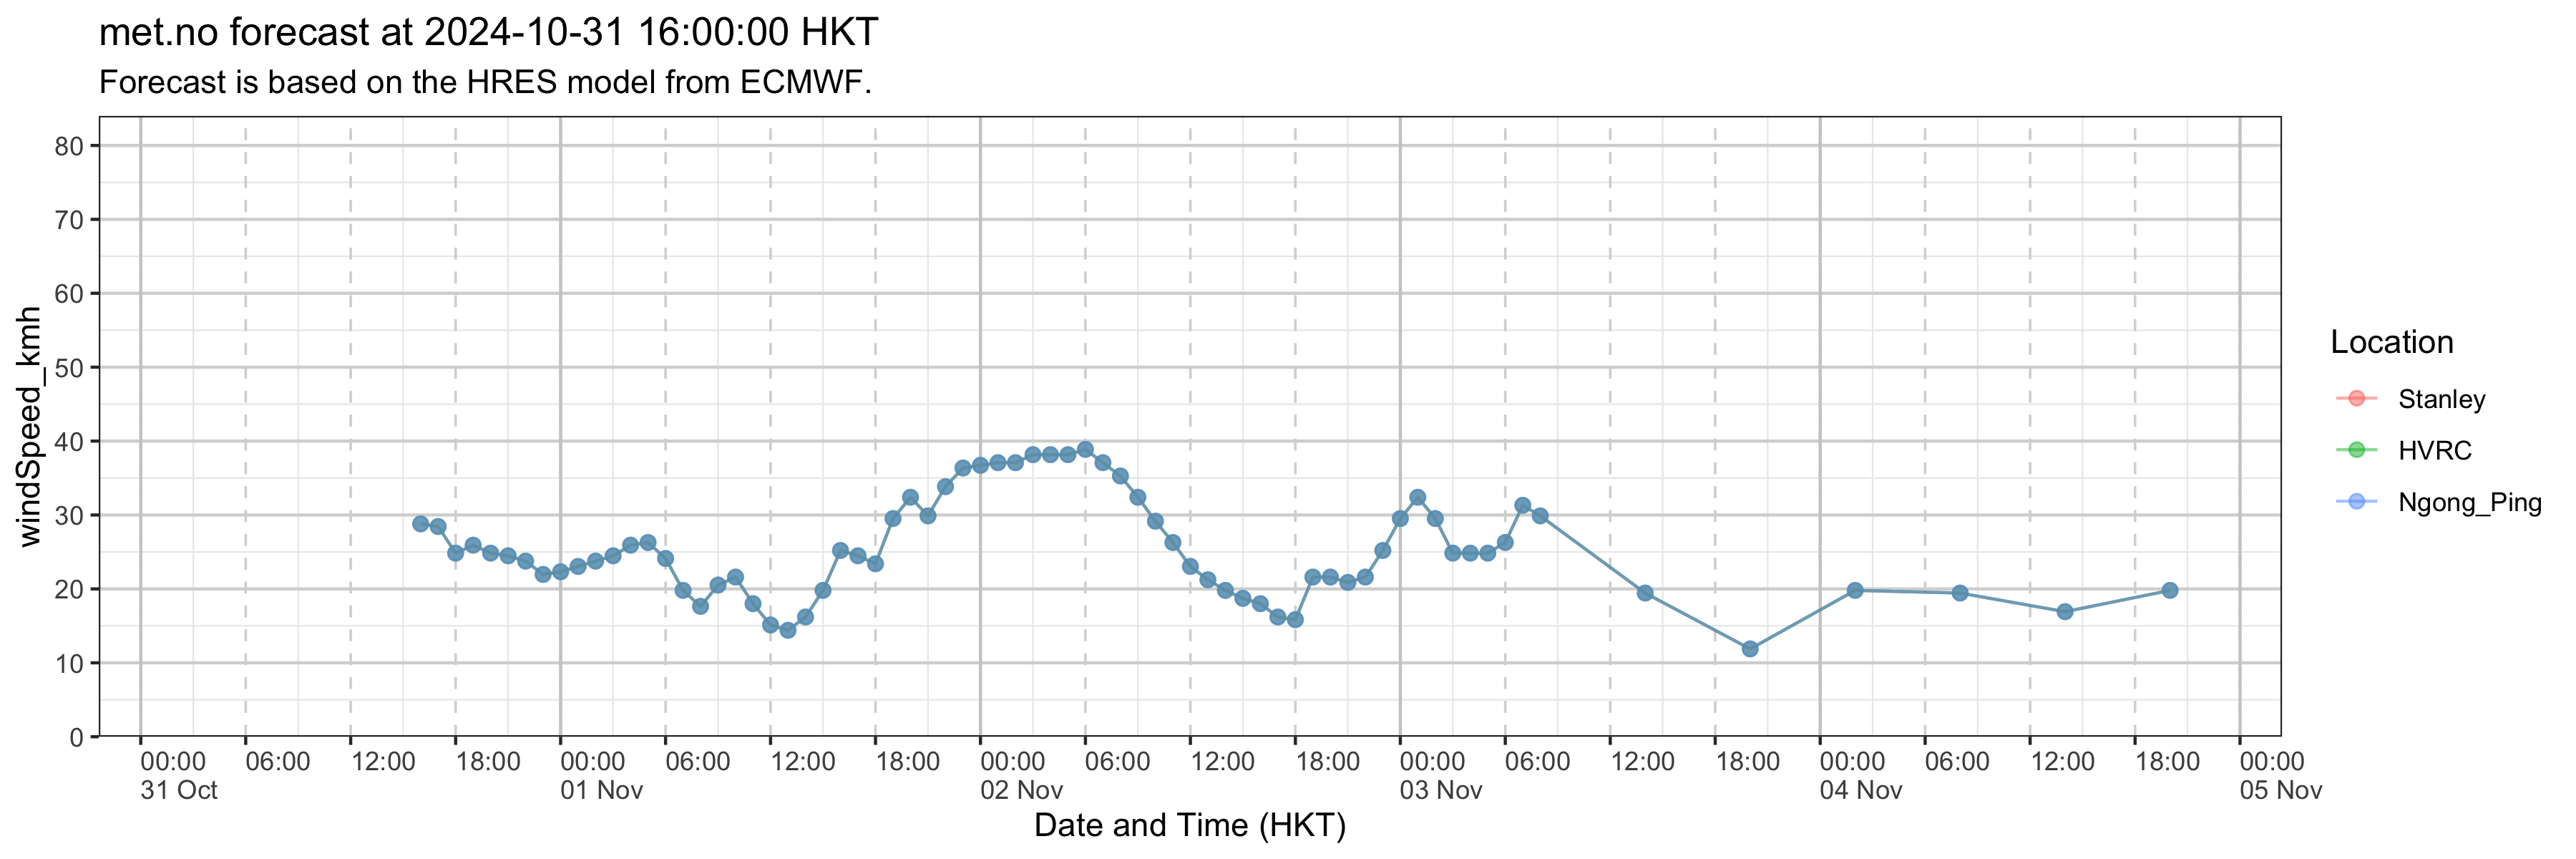 met.no forecast at 2024-10-31 16:00:00 HKT
Forecast is based on the HRES model from ECMWF.
windSpeed_kmh
80
70
60
50
40
30
20
10
0
00:00 06:00 12:00 18:00 00:00 06:00 12:00 18:00 00:00 06:00 12:00 18:00 00:00 06:00 12:00 18:00 00:00 06:00 12:00 18:00 00:00
31 Oct 01 Nov 02 Nov 03 Nov 04 Nov 05 Nov
Date and Time (HKT)
Location
Stanley
HVRC
Ngong_Ping